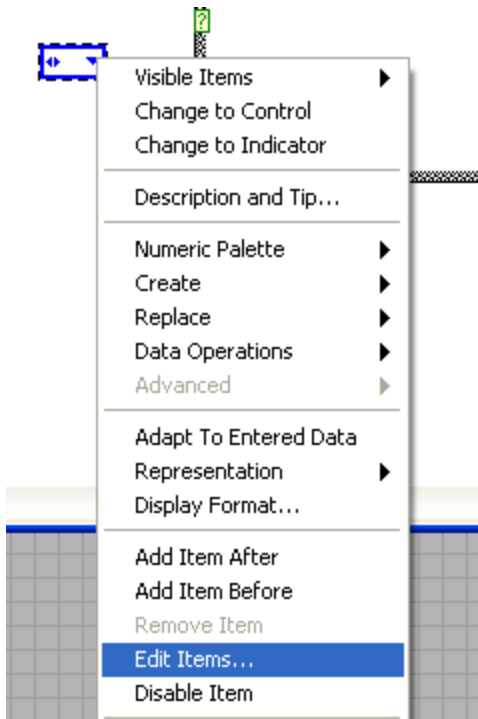 ?
Visible Items
Change to Control
Change to Indicator
Description and Tip...
Numeric Palette
Create
Replace
Data Operations
Advanced
Adapt To Entered Data
Representation
Display Format...
Add Item After
Add Item Before
Remove Item
Edit Items...
Disable Item